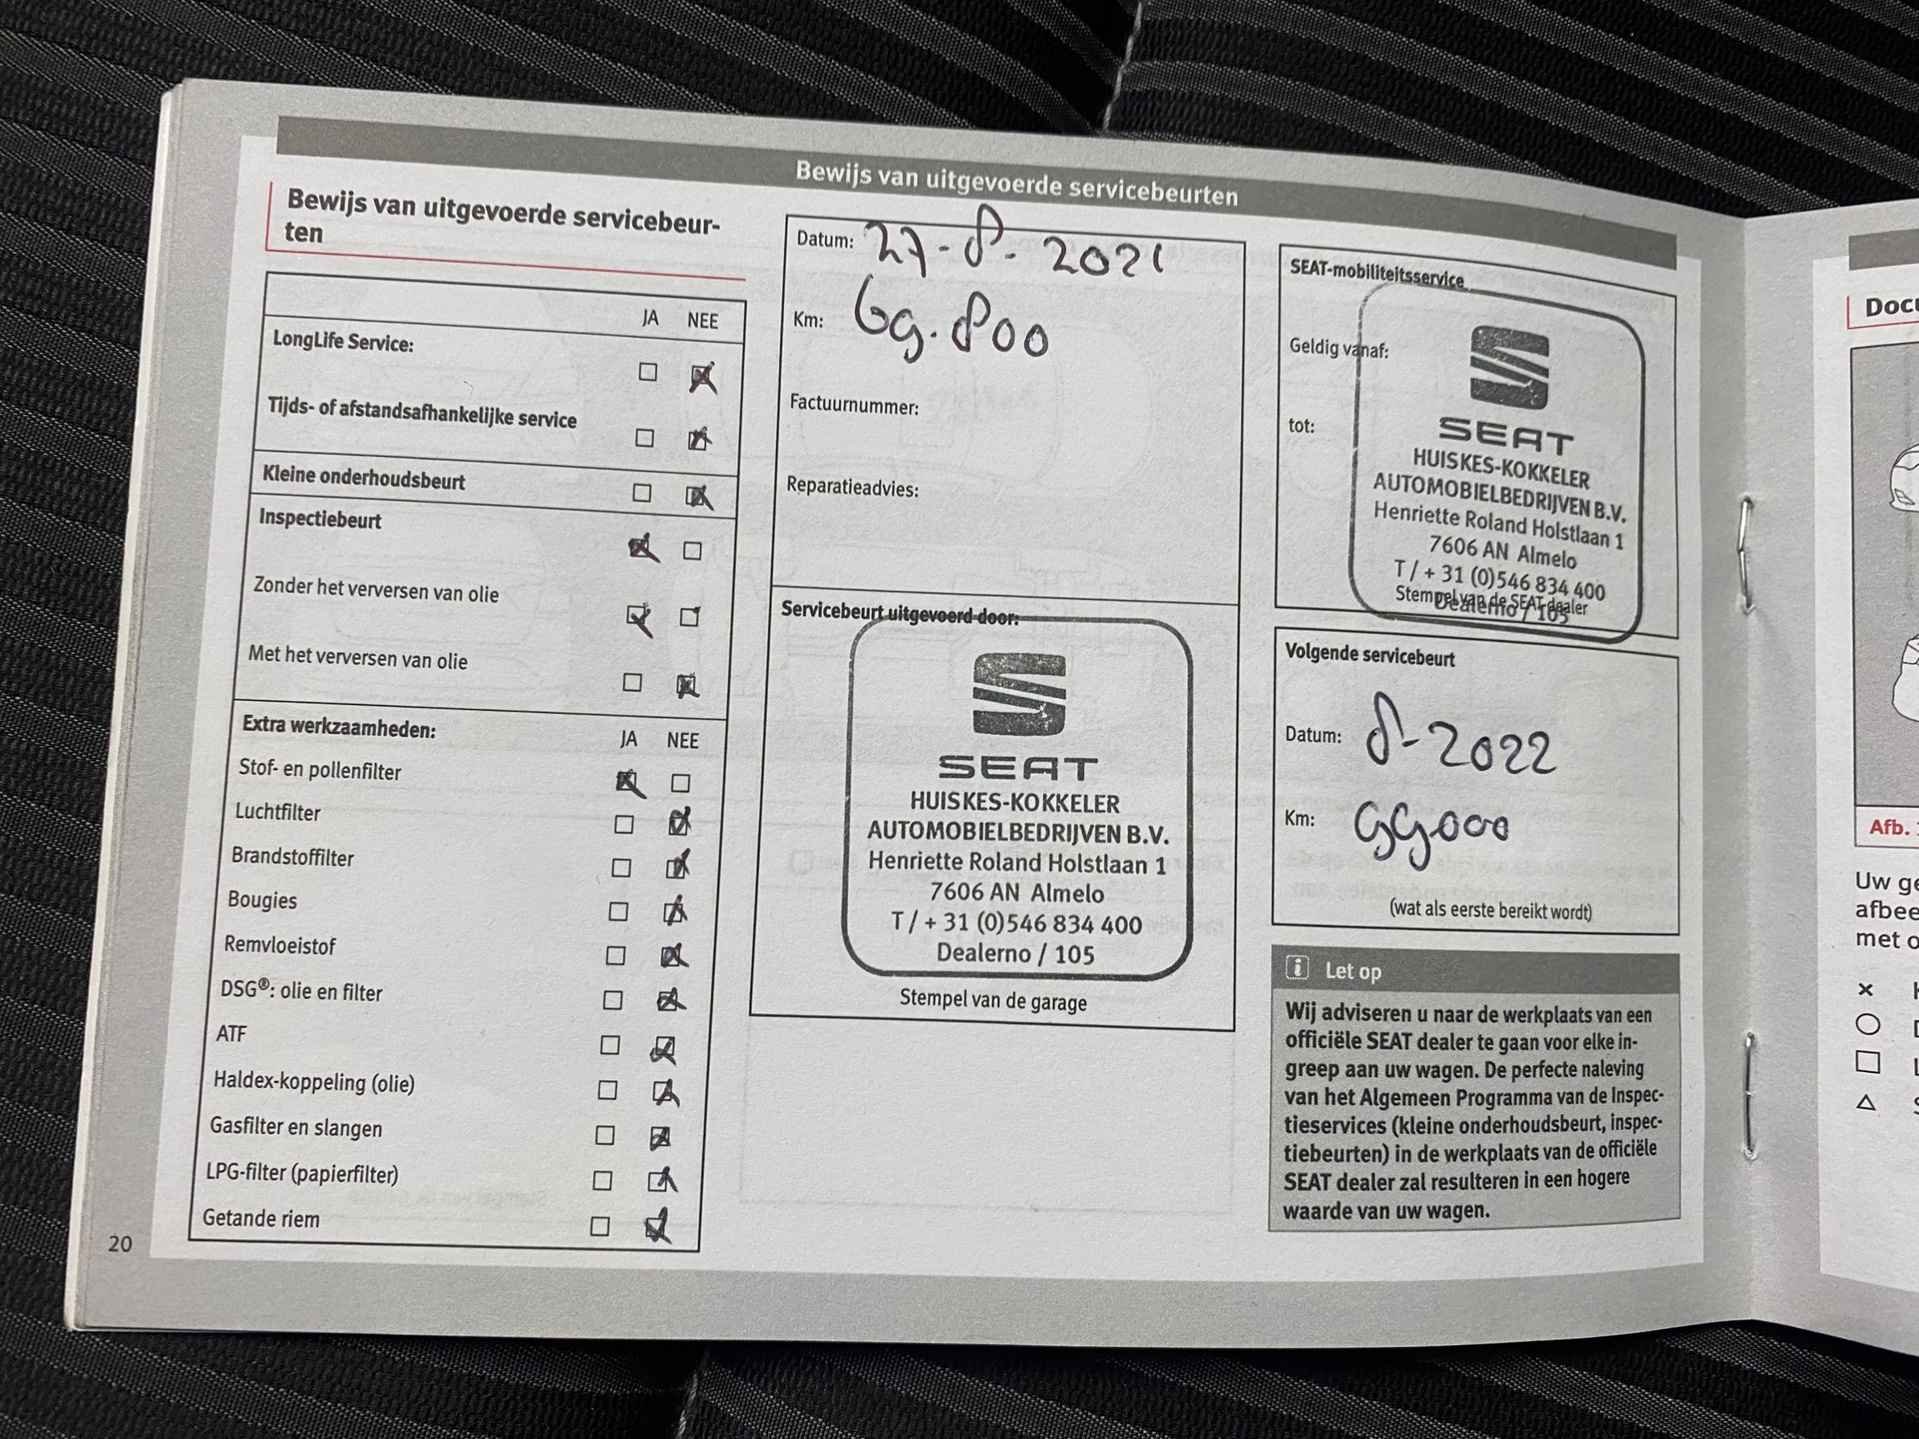 Bewijs van uitgevoerde servicebeurten
Bewijs van uitgevoerde servicebeur-
ten
JA NEE
LongLife Service:
Tijds- of afstandsafhankelijke service
Kleine onderhoudsbeurt
Inspectiebeurt
Zonder het verversen van olie
Met het verversen van olie
Extra werkzaamheden: JA NEE
Stof- en pollenfilter
Luchtfilter
Brandstoffilter
Bougies
Remvloeistof
DSG®: olie en filter
ATF
Haldex-koppeling (olie)
Gasfilter en slangen
LPG-filter (papierfilter)
Getande riem
20
Datum: 27-8-2021
Km: 69.800
Factuurnummer:
Reparatieadvies:
Servicebeurt uitgevoerd door:
SEAT
HUISKES-KOKKELER
AUTOMOBIELBEDRIJVEN B.V.
Henriette Roland Holstlaan 1
7606 AN Almelo
T / + 31 (0)546 834 400
Dealerno / 105
Stempel van de garage
SEAT-mobiliteitsservice
Geldig vanaf:
tot:
SEAT
HUISKES-KOKKELER
AUTOMOBIELBEDRIJVEN B.V.
Henriette Roland Holstlaan 1
7606 AN Almelo
T / + 31 (0)546 834 400
Stempel van de SEAT-dealer
Dealerno / 105
Volgende servicebeurt
Datum: 8-2022
Km: 99000
(wat als eerste bereikt wordt)
i Let op
Wij adviseren u naar de werkplaats van een
officiële SEAT dealer te gaan voor elke in-
greep aan uw wagen. De perfecte naleving
van het Algemeen Programma van de Inspec-
tieservices (kleine onderhoudsbeurt, inspec-
tiebeurten) in de werkplaats van de officiële
SEAT dealer zal resulteren in een hogere
waarde van uw wagen.
Afb.
Uw
met